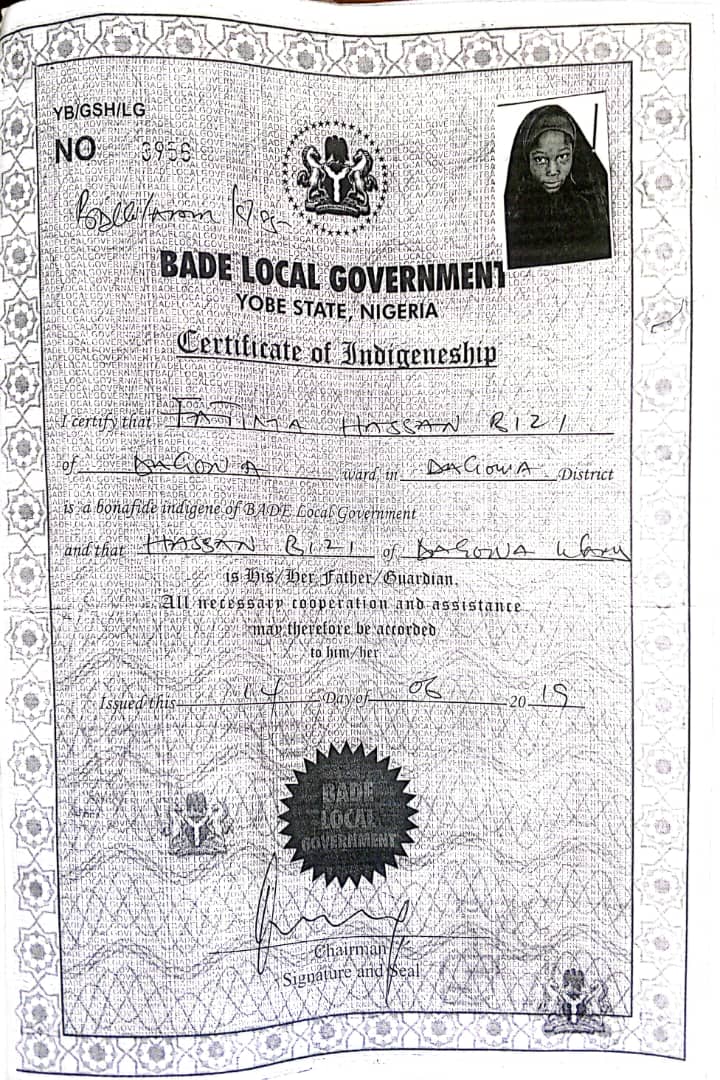 YB/GSH/LG
NO 3956
BADE LOCAL GOVERNMENT
YOBE STATE, NIGERIA
Certificate of Indigeneship
I certify that FATIMA HASSAN BIZI
of DAGONA ward, in DAGONA District
is a bonafide indigene of BADE Local Government
and that HASSAN BIZI of DAGONA Ward
is His/Her Father/Guardian.
All necessary cooperation and assistance
may therefore be accorded
to him/her
Issued this 14 Day of 06 20 19
BADE
LOCAL
GOVERNMENT
Chairman
Signature and Seal